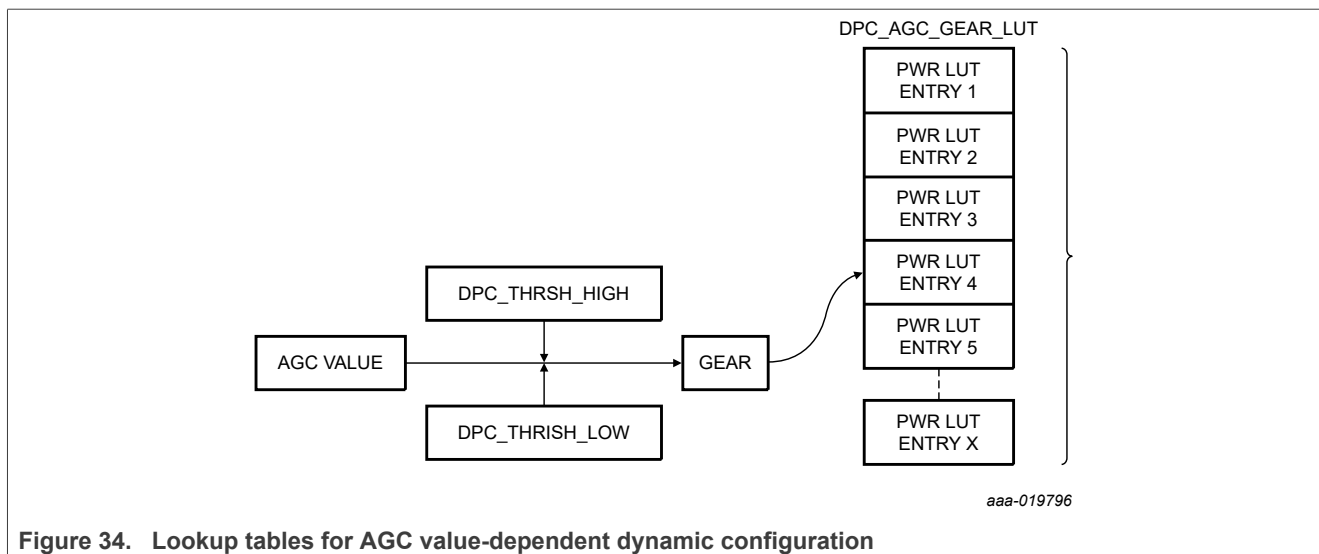 DPC_AGC_GEAR_LUT
PWR LUT
ENTRY 1
PWR LUT
ENTRY 2
PWR LUT
ENTRY 3
PWR LUT
ENTRY 4
PWR LUT
ENTRY 5
PWR LUT
ENTRY X
DPC_THRSH_HIGH
AGC VALUE
GEAR
DPC_THRISH_LOW
aaa-019796
Figure 34. Lookup tables for AGC value-dependent dynamic configuration